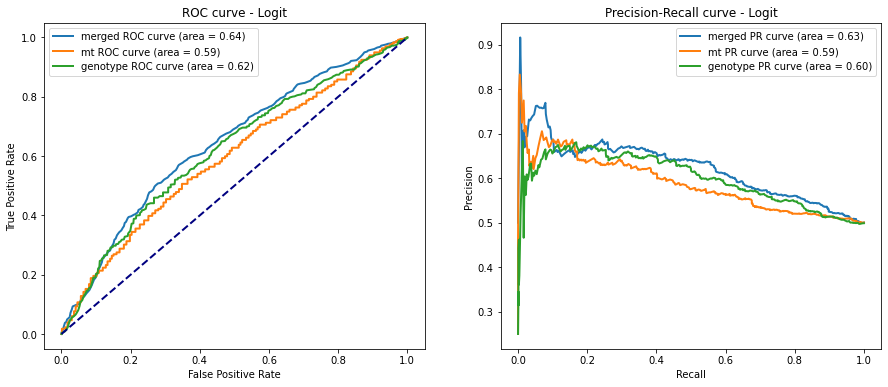 ROC curve - Logit
merged ROC curve (area = 0.64)
mt ROC curve (area = 0.59)
genotype ROC curve (area = 0.62)
True Positive Rate
1.0
0.8
0.6
0.4
0.2
0.0
0.0 0.2 0.4 0.6 0.8 1.0
False Positive Rate
Precision-Recall curve - Logit
merged PR curve (area = 0.63)
mt PR curve (area = 0.59)
genotype PR curve (area = 0.60)
Precision
0.9
0.8
0.7
0.6
0.5
0.4
0.3
0.0 0.2 0.4 0.6 0.8 1.0
Recall